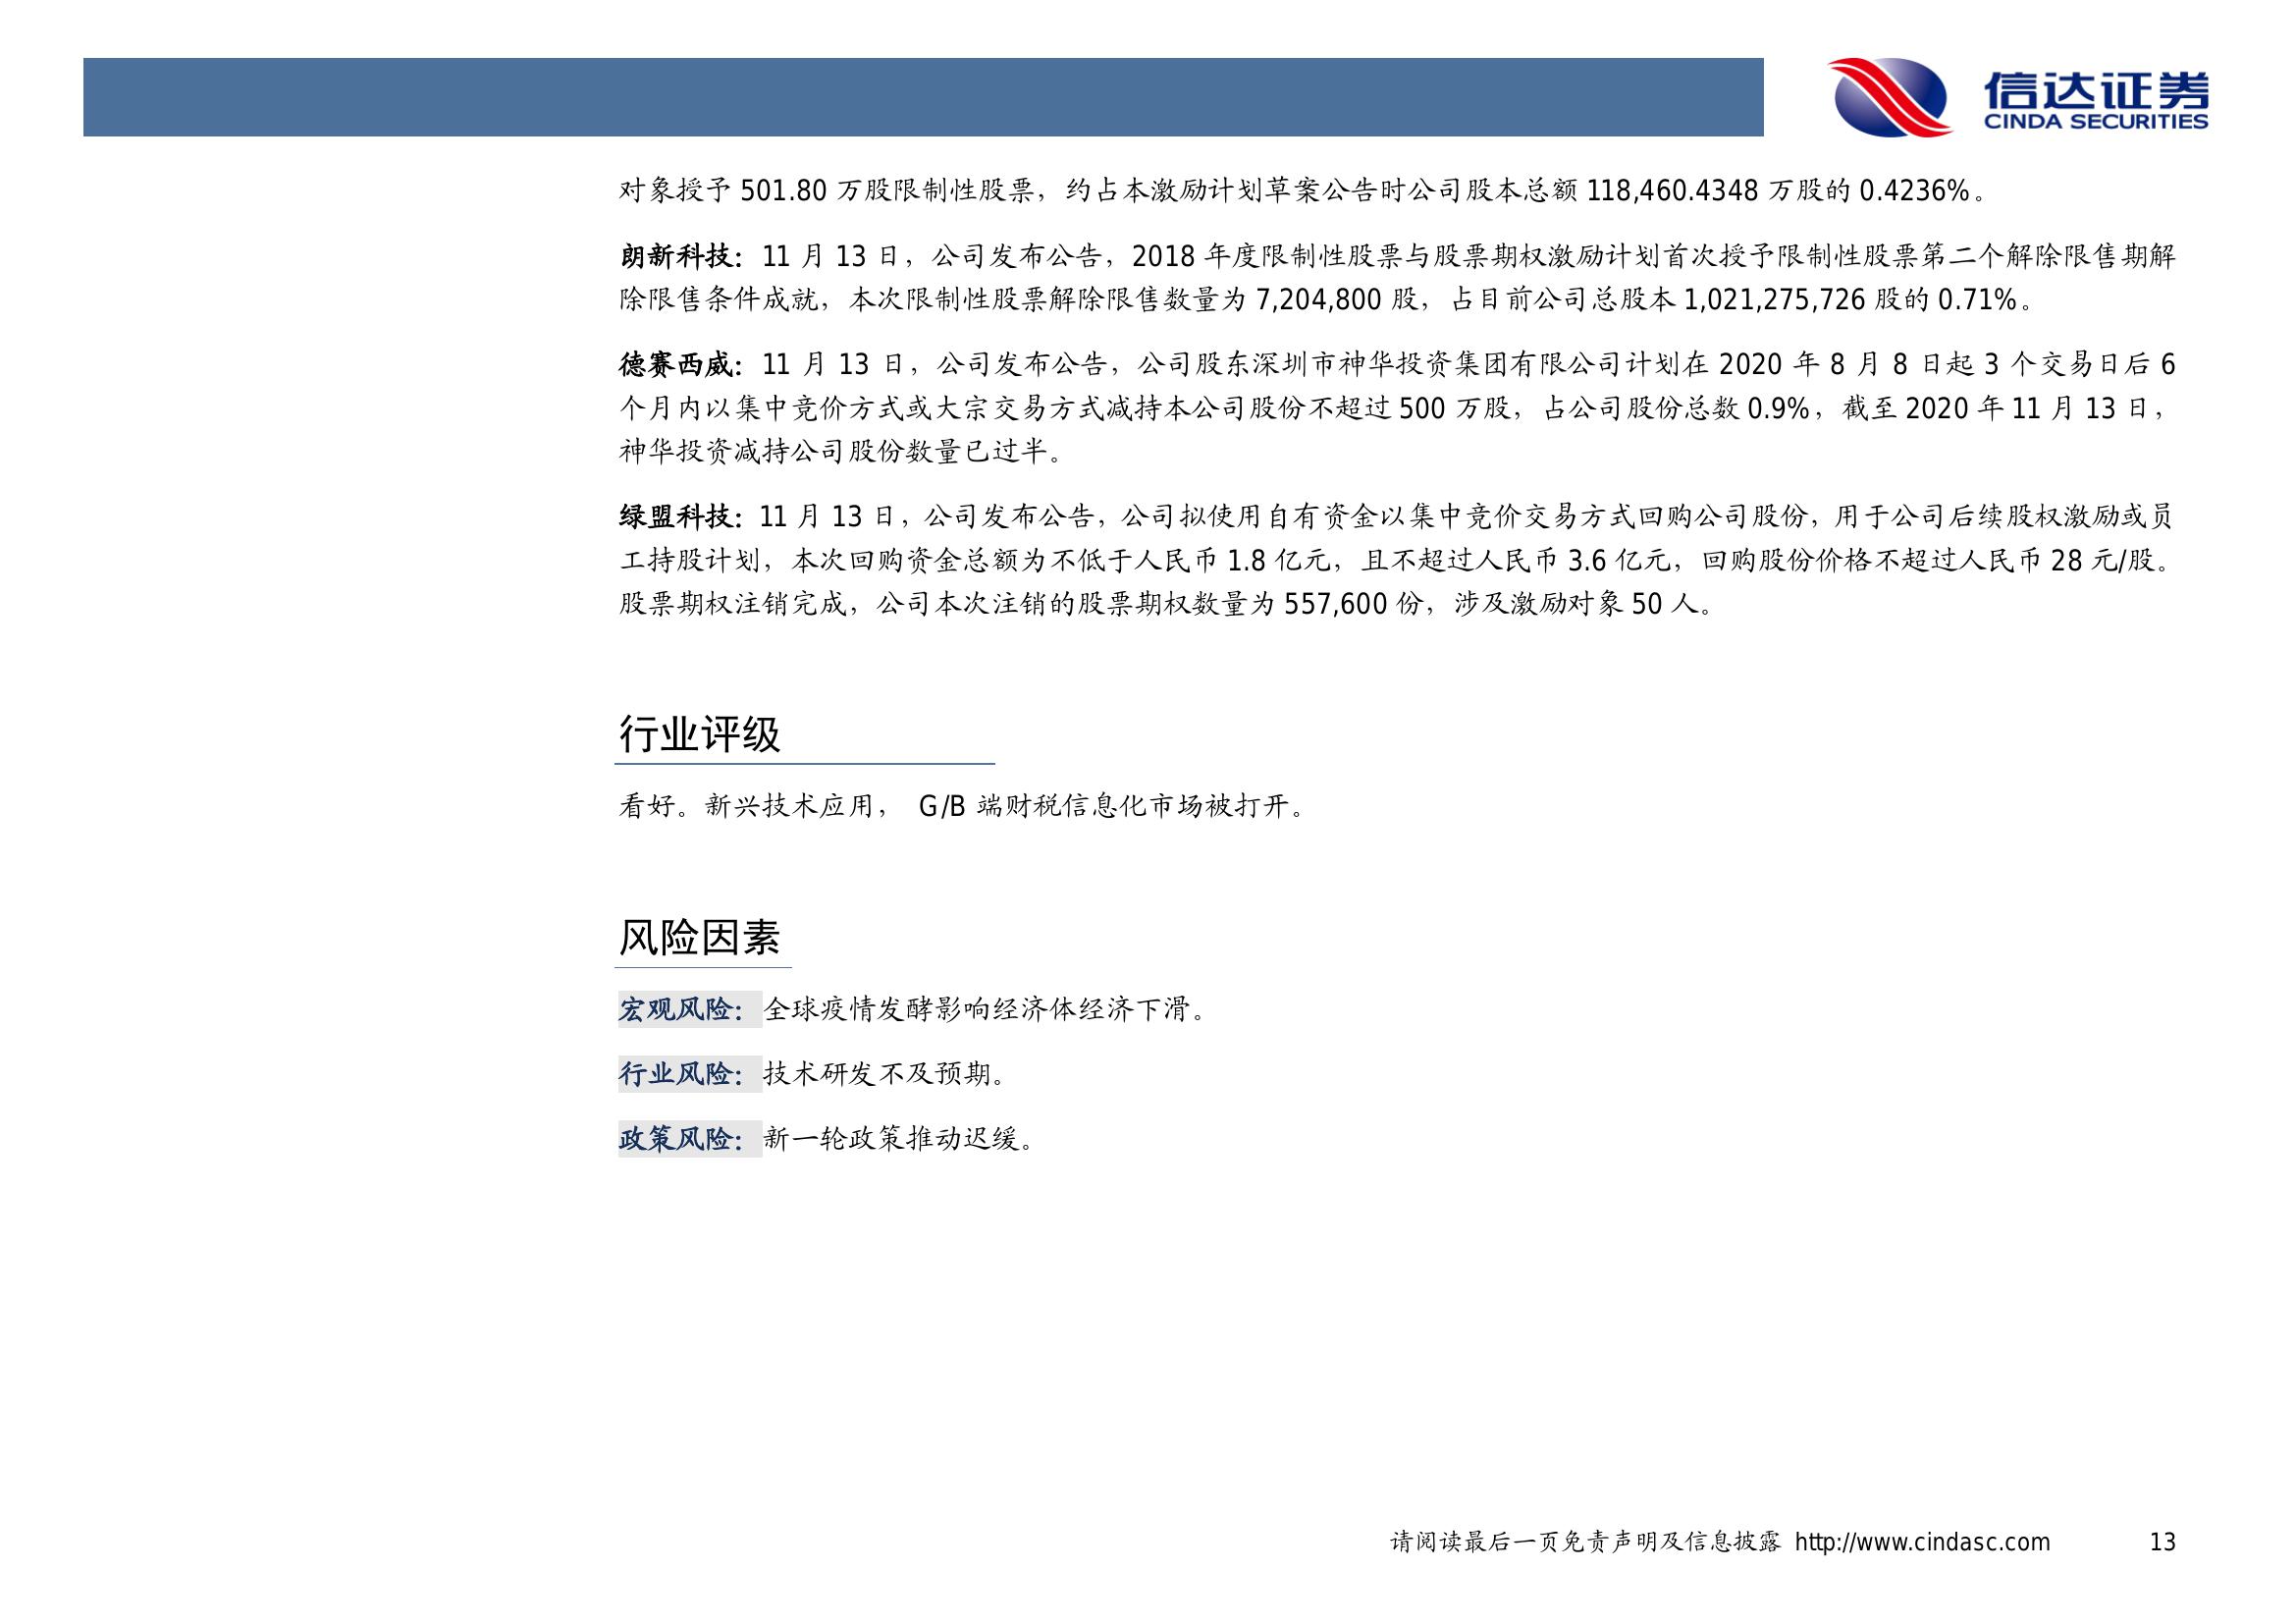 信达证券
CINDA SECURITIES
对象授予 501.80 万股限制性股票，约占本激励计划草案公告时公司股本总额 118,460.4348 万股的 0.4236%。
朗新科技：11 月 13 日，公司发布公告，2018 年度限制性股票与股票期权激励计划首次授予限制性股票第二个解除限售期解
除限售条件成就，本次限制性股票解除限售数量为 7,204,800 股，占目前公司总股本 1,021,275,726 股的 0.71%。
德赛西威：11 月 13 日，公司发布公告，公司股东深圳市神华投资集团有限公司计划在 2020 年 8 月 8 日起 3 个交易日后 6
个月内以集中竞价方式或大宗交易方式减持本公司股份不超过 500 万股，占公司股份总数 0.9%，截至 2020 年 11 月 13 日，
神华投资减持公司股份数量已过半。
绿盟科技：11 月 13 日，公司发布公告，公司拟使用自有资金以集中竞价交易方式回购公司股份，用于公司后续股权激励或员
工持股计划，本次回购资金总额为不低于人民币 1.8 亿元，且不超过人民币 3.6 亿元，回购股份价格不超过人民币 28 元/股。
股票期权注销完成，公司本次注销的股票期权数量为 557,600 份，涉及激励对象 50 人。
行业评级
看好。新兴技术应用， G/B 端财税信息化市场被打开。
风险因素
宏观风险：全球疫情发酵影响经济体经济下滑。
行业风险：技术研发不及预期。
政策风险：新一轮政策推动迟缓。
请阅读最后一页免责声明及信息披露 http://www.cindasc.com 13